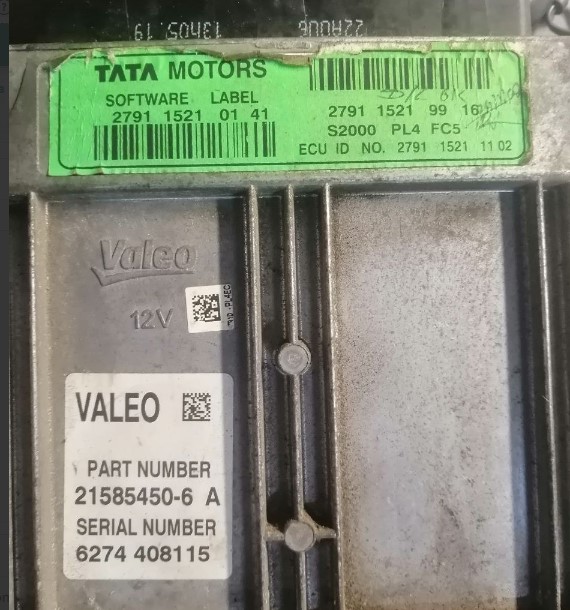 13h05.19 22AOU6
TATA MOTORS
SOFTWARE LABEL
2791 1521 01 41
2791 1521 99 16
S2000 PL4 FC5
ECU ID NO. 2791 1521 11 02
Valeo
12V
VALEO
PART NUMBER
21585450-6 A
SERIAL NUMBER
6274 408115